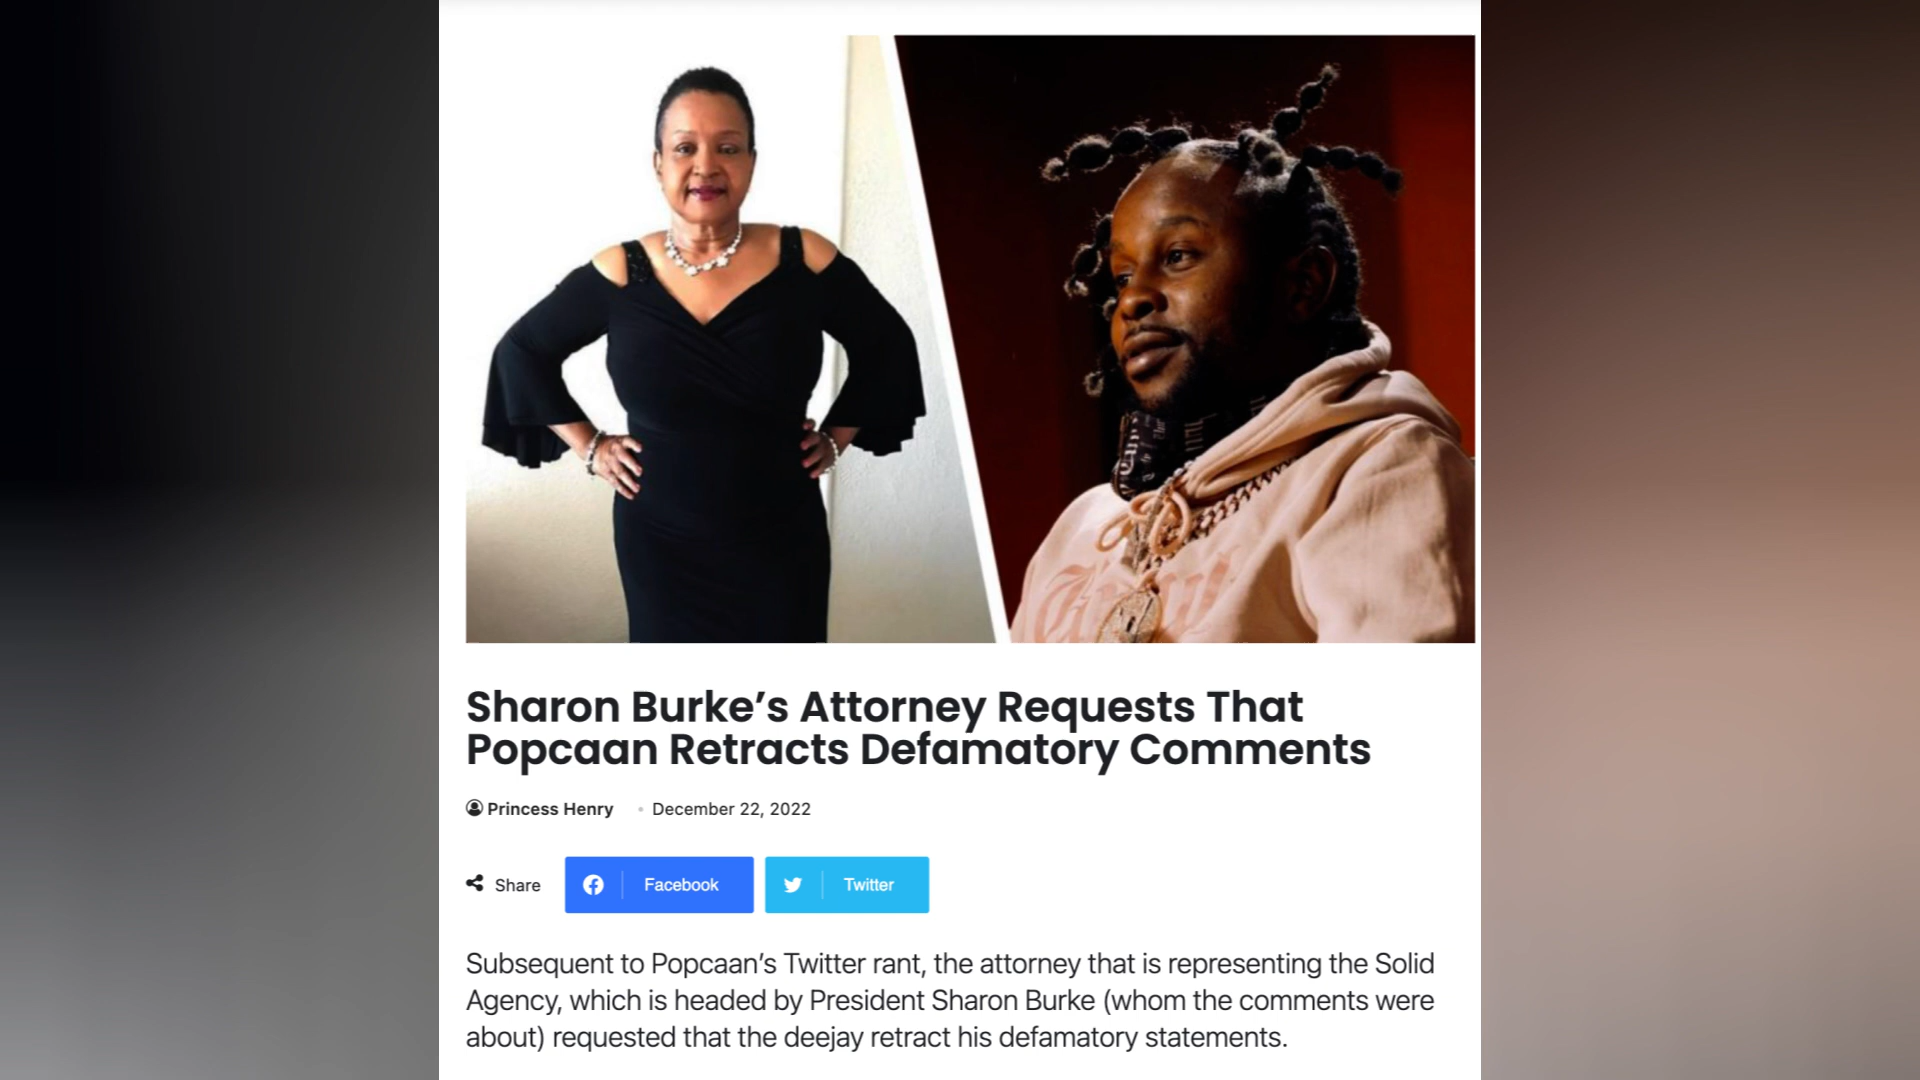 Sharon Burke’s Attorney Requests That
Popcaan Retracts Defamatory Comments
Princess Henry • December 22, 2022
Share Facebook Twitter
Subsequent to Popcaan’s Twitter rant, the attorney that is representing the Solid
Agency, which is headed by President Sharon Burke (whom the comments were
about) requested that the deejay retract his defamatory statements.